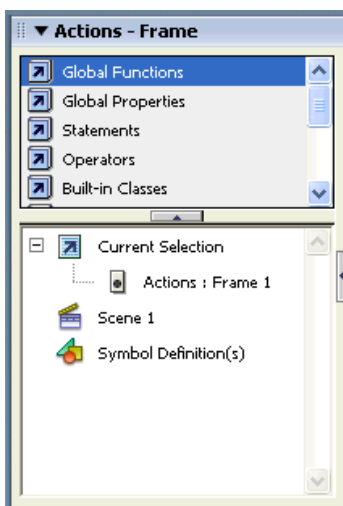 Actions - Frame
Global Functions
Global Properties
Statements
Operators
Built-in Classes
Current Selection
Actions : Frame 1
Scene 1
Symbol Definition(s)